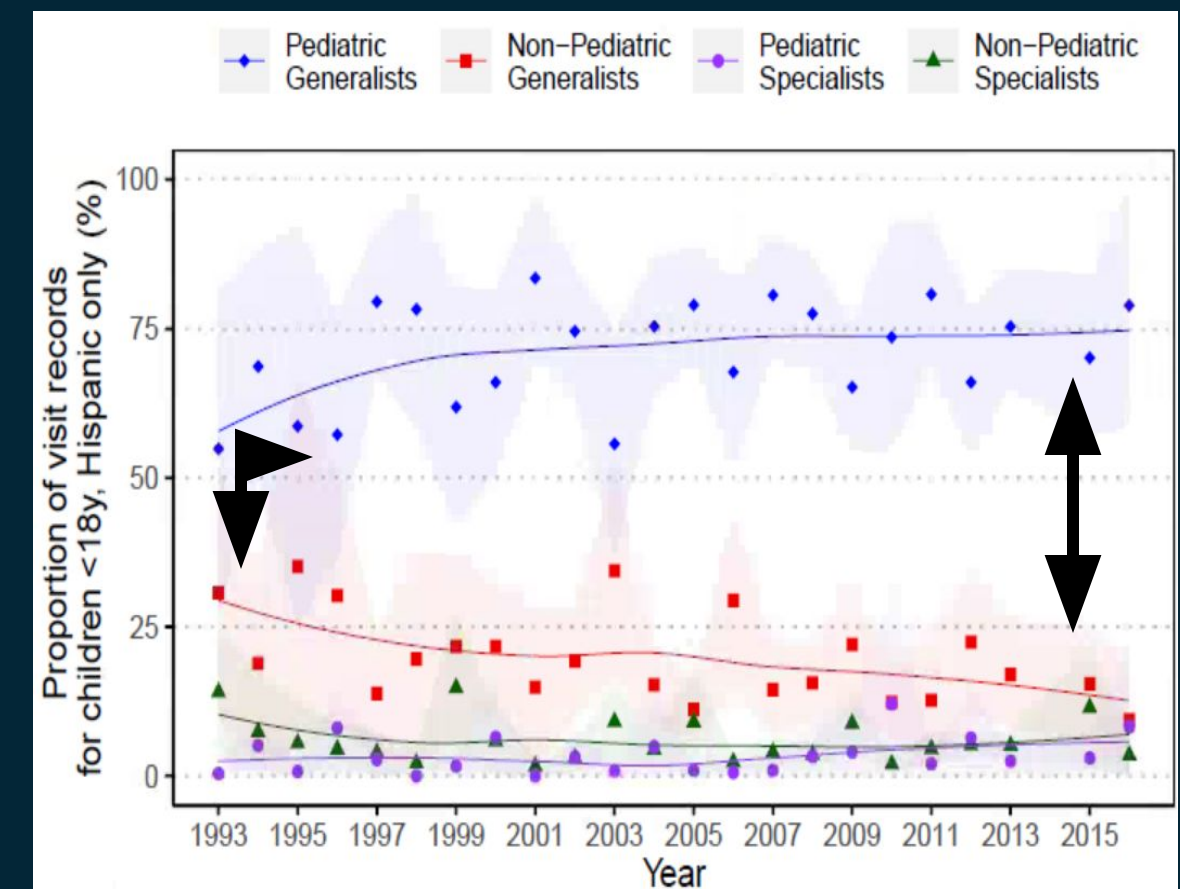 Pediatric
Generalists
Non−Pediatric
Generalists
Pediatric
Specialists
Non−Pediatric
Specialists
Proportion of visit records
for children <18y, Hispanic only (%)
100
75
50
25
0
1993 1995 1997 1999 2001 2003 2005 2007 2009 2011 2013 2015
Year